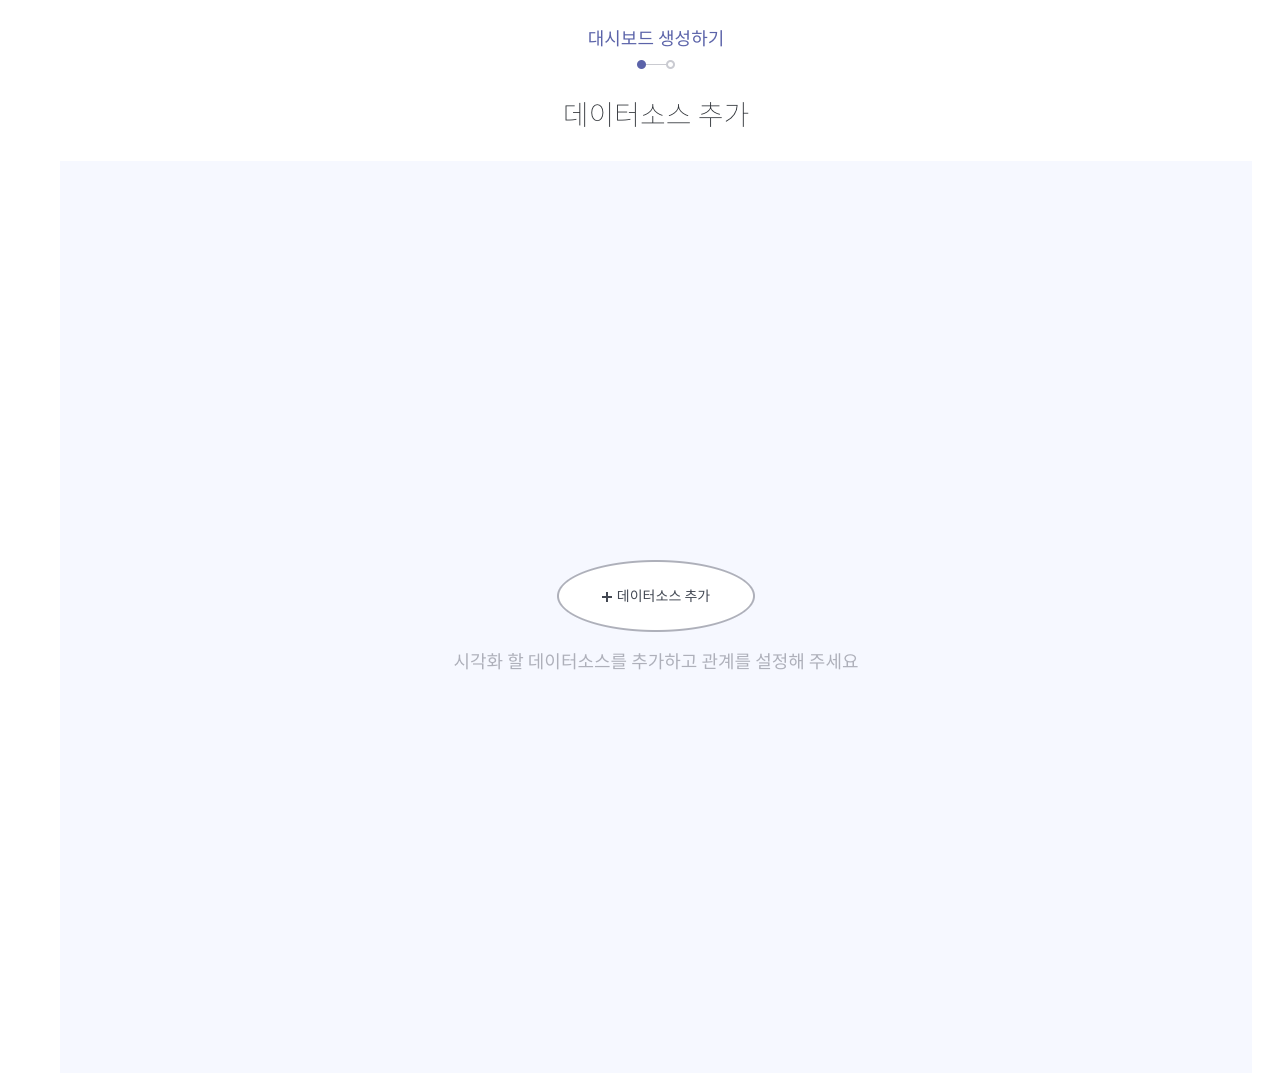 대시보드 생성하기
데이터소스 추가
+ 데이터소스 추가
시각화 할 데이터소스를 추가하고 관계를 설정해 주세요